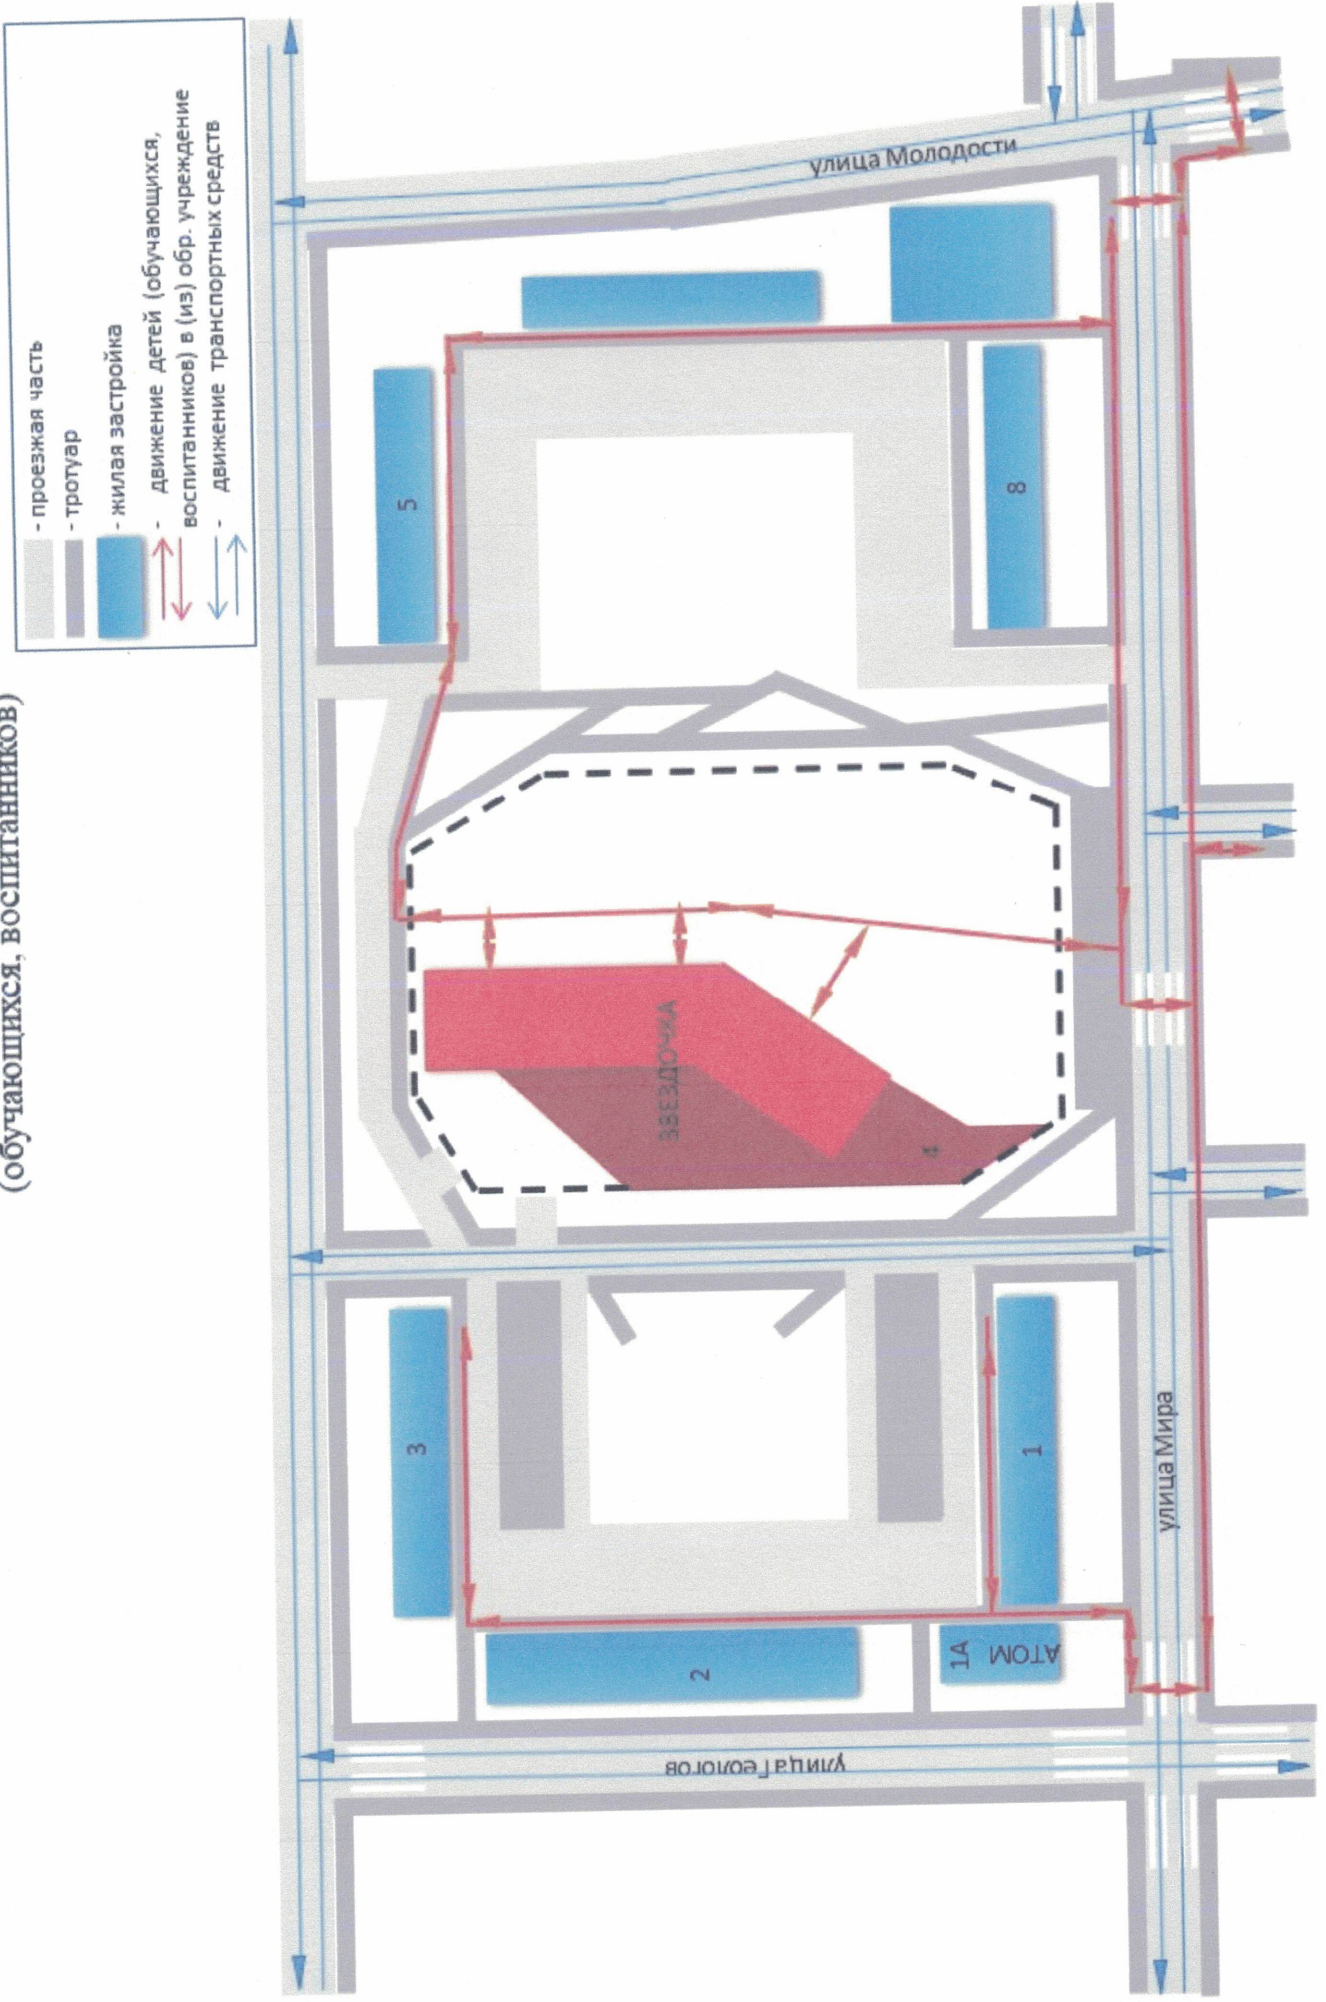 (обучающихся, воспитанников)
- проезжая часть
- тротуар
- жилая застройка
- движение детей (обучающихся,
воспитанников) в (из) обр. учреждение
- движение транспортных средств
улица Молодости
5
8
ЗВЕЗДОЧКА
4
3
1
2
1А
АТОМ
улица Мира
улица Геологов